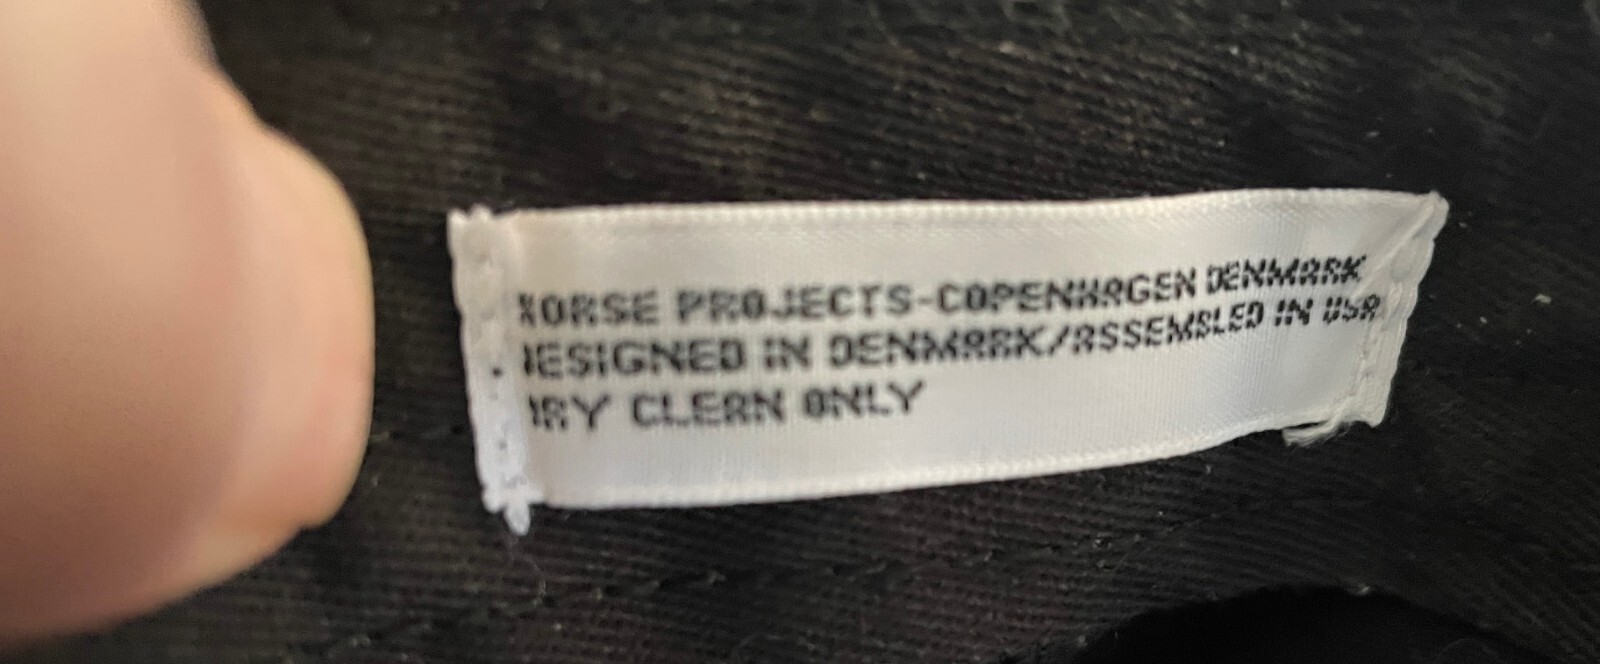 NORSE PROJECTS-COPENHAGEN DENMARK
DESIGNED IN DENMARK/ASSEMBLED IN USA
DRY CLEAN ONLY